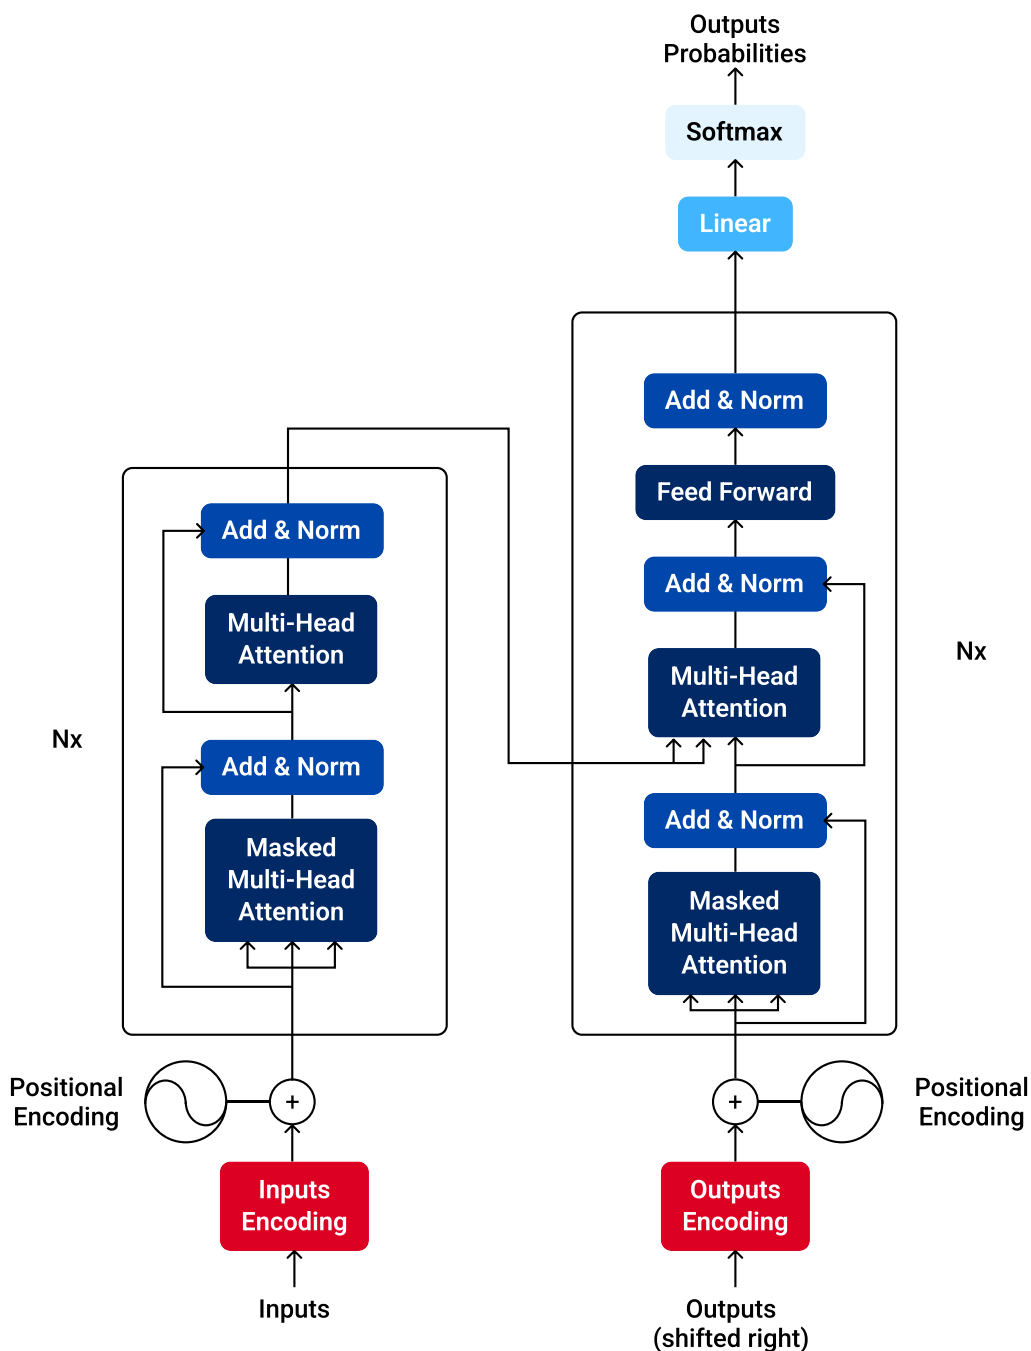 Outputs
Probabilities
Softmax
Linear
Add & Norm
Feed Forward
Add & Norm
Multi-Head
Attention
Nx
Add & Norm
Masked
Multi-Head
Attention
Add & Norm
Multi-Head
Attention
Nx
Add & Norm
Masked
Multi-Head
Attention
Positional
Encoding
+
+
Positional
Encoding
Inputs
Encoding
Outputs
Encoding
Inputs
Outputs
(shifted right)